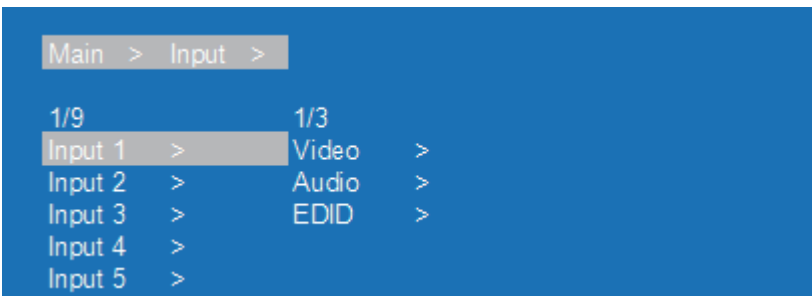 Main > Input >
1/9 1/3
Input 1 > Video >
Input 2 > Audio >
Input 3 > EDID >
Input 4 >
Input 5 >